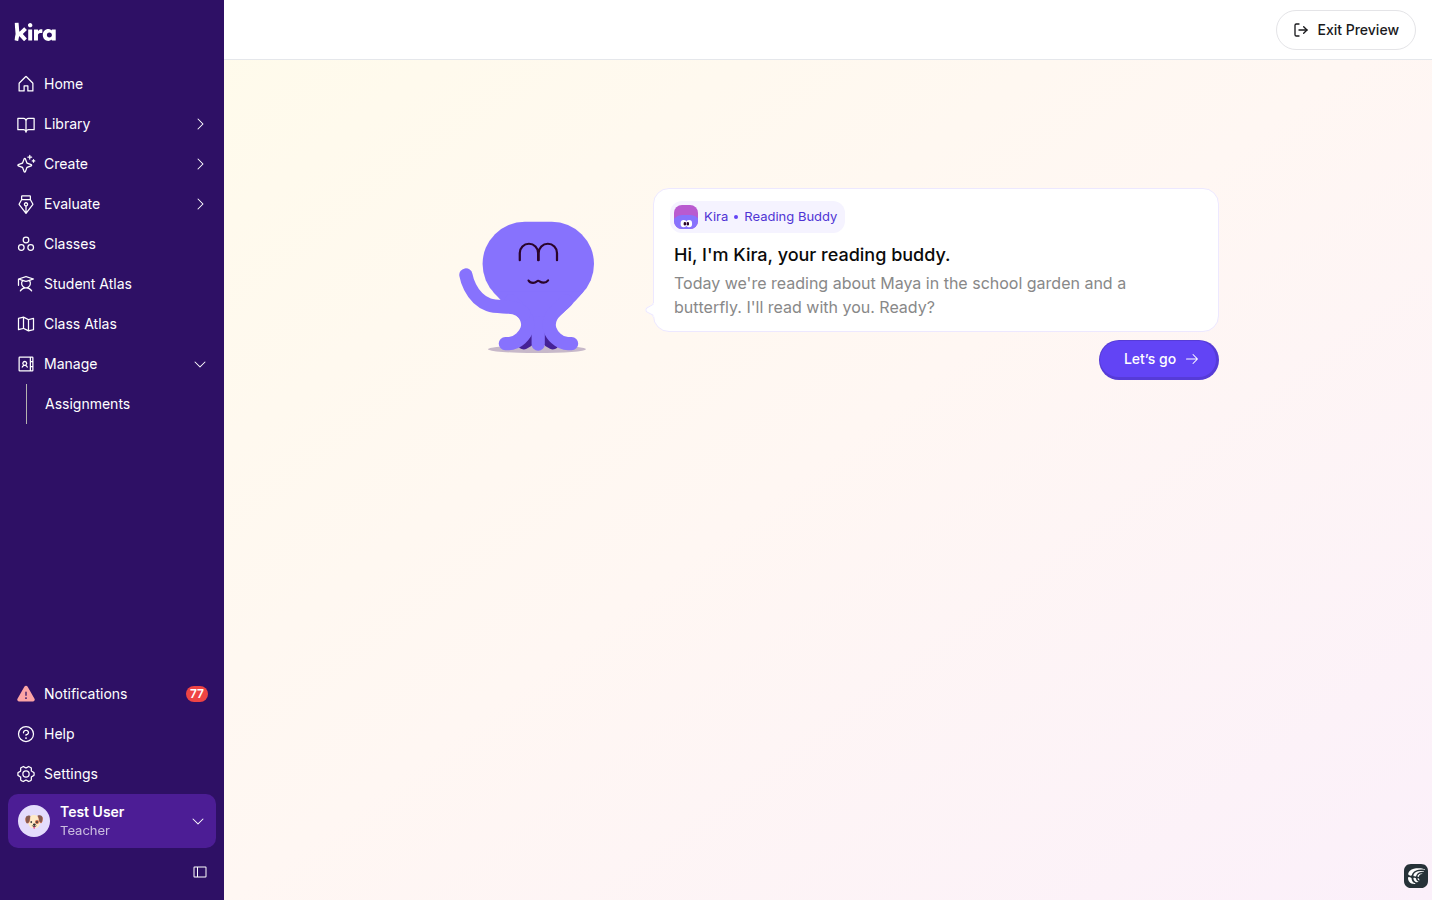 kira
Home
Library
Create
Evaluate
Classes
Student Atlas
Class Atlas
Manage
Assignments
Notifications 77
Help
Settings
Test User
Teacher
Exit Preview
Kira • Reading Buddy
Hi, I'm Kira, your reading buddy.
Today we're reading about Maya in the school garden and a
butterfly. I'll read with you. Ready?
Let's go